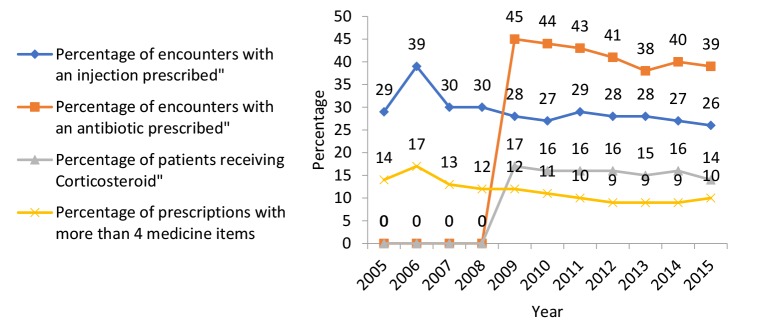 Percentage of encounters with
an injection prescribed"
Percentage of encounters with
an antibiotic prescribed"
Percentage of patients receiving
Corticosteroid"
Percentage of prescriptions with
more than 4 medicine items
Percentage
50
45
40
35
30
25
20
15
10
5
0
29 39 30 30 28 27 29 28 28 27 26
45 44 43 41 38 40 39
0 0 0 0 17 16 16 16 15 16 14
14 17 13 12 12 11 10 9 9 9 10
2005 2006 2007 2008 2009 2010 2011 2012 2013 2014 2015
Year